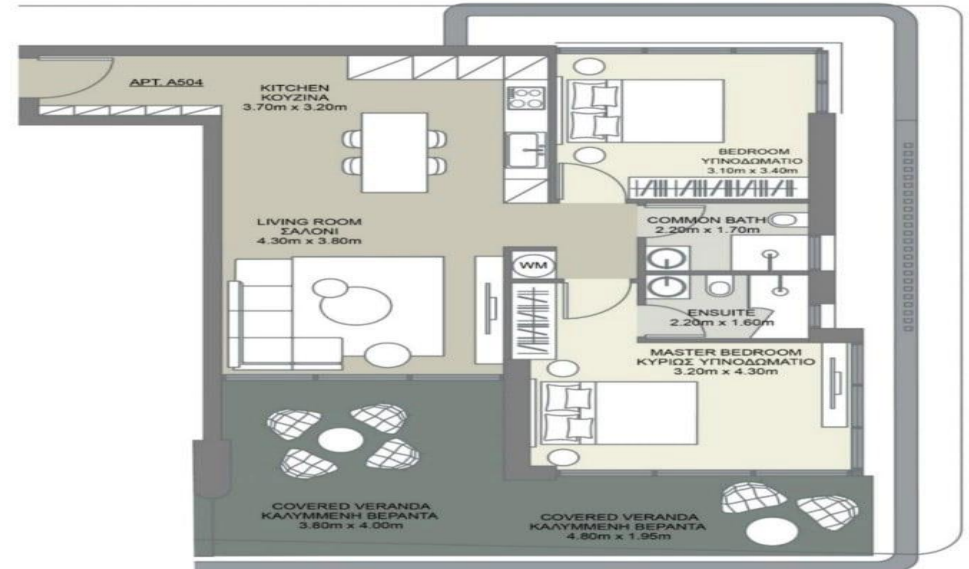 APT. A504
KITCHEN
ΚΟΥΖΙΝΑ
3.70m x 3.20m
BEDROOM
ΥΠΝΟΔΩΜΑΤΙΟ
3.10m x 3.40m
LIVING ROOM
ΣΑΛΟΝΙ
4.30m x 3.80m
COMMON BATH
2.20m x 1.70m
WM
ENSUITE
2.20m x 1.60m
MASTER BEDROOM
ΚΥΡΙΩΣ ΥΠΝΟΔΩΜΑΤΙΟ
3.20m x 4.30m
COVERED VERANDA
ΚΑΛΥΜΜΕΝΗ ΒΕΡΑΝΤΑ
3.80m x 4.00m
COVERED VERANDA
ΚΑΛΥΜΜΕΝΗ ΒΕΡΑΝΤΑ
4.80m x 1.95m